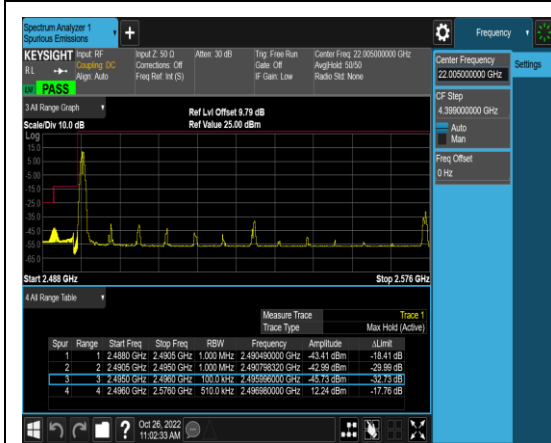 Spectrum Analyzer 1
Spurious Emissions
Frequency
KEYSIGHT Input: RF
R L Coupling: DC
Align: Auto
Input Z: 50 Ω
Corrections: Off
Freq Ref: Int (S)
Atten: 30 dB
Trig: Free Run
Gate: Off
IF Gain: Low
Center Freq: 22.005000000 GHz
Avg|Hold: 50/50
Radio Std: None
PASS
Center Frequency
22.005000000 GHz
Settings
CF Step
4.399000000 GHz
Auto
Man
Freq Offset
0 Hz
3 All Range Graph
Scale/Div 10.0 dB
Ref Lvl Offset 9.79 dB
Ref Value 25.00 dBm
Log
15.0
5.00
-5.00
-15.0
-25.0
-35.0
-45.0
-55.0
-65.0
Start 2.488 GHz
Stop 2.576 GHz
4 All Range Table
Measure Trace Trace 1
Trace Type Max Hold (Active)
Spur Range Start Freq Stop Freq RBW Frequency Amplitude ΔLimit
1 1 2.4880 GHz 2.4905 GHz 1.000 MHz 2.490490000 GHz -43.41 dBm -18.41 dB
2 2 2.4905 GHz 2.4950 GHz 1.000 MHz 2.490798320 GHz -42.99 dBm -29.99 dB
3 3 2.4950 GHz 2.4960 GHz 100.0 kHz 2.495996000 GHz -45.73 dBm -32.73 dB
4 4 2.4960 GHz 2.5760 GHz 510.0 kHz 2.496980000 GHz 12.24 dBm -17.76 dB
Oct 26, 2022
11:02:33 AM